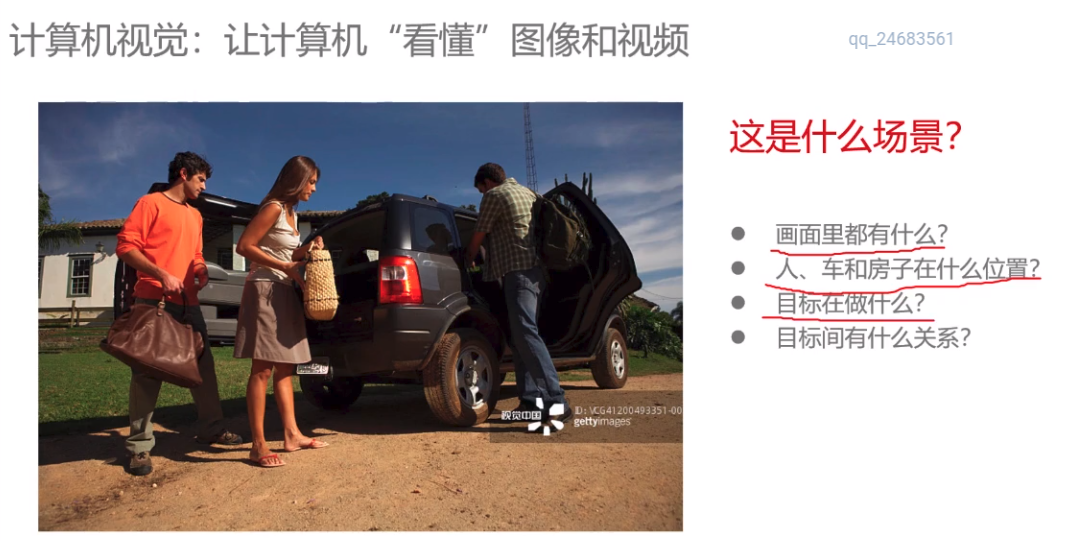 计算机视觉：让计算机“看懂”图像和视频
qq_24683561
这是什么场景？
● 画面里都有什么？
● 人、车和房子在什么位置？
● 目标在做什么？
● 目标间有什么关系？
视觉中国
ID: VCG41200493351-00
gettyimages